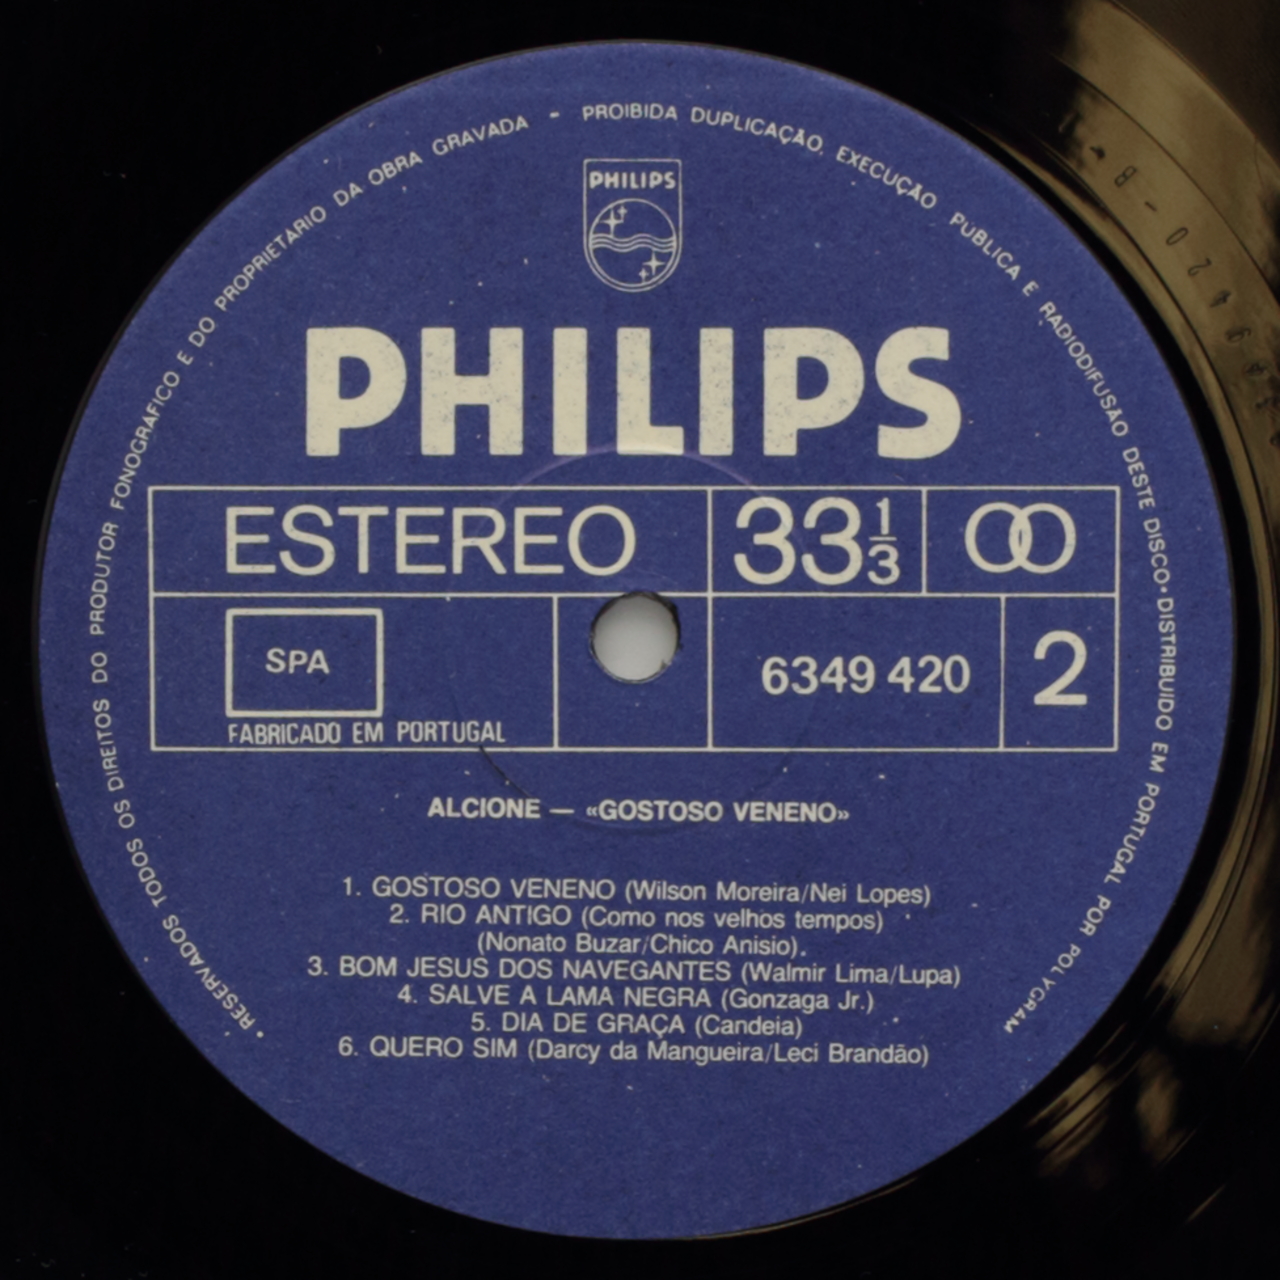 • RESERVADOS TODOS OS DIREITOS DO PRODUTOR FONOGRAFICO E DO PROPRIETARIO DA OBRA GRAVADA - PROIBIDA DUPLICAÇÃO, EXECUÇÃO PUBLICA E RADIODIFUSÃO DESTE DISCO • DISTRIBUIDO EM PORTUGAL POR POLYGRAM
PHILIPS
PHILIPS
ESTEREO 33 1/3
SPA 6349 420 2
FABRICADO EM PORTUGAL
ALCIONE — «GOSTOSO VENENO»
1. GOSTOSO VENENO (Wilson Moreira/Nei Lopes)
2. RIO ANTIGO (Como nos velhos tempos)
(Nonato Buzar/Chico Anisio).
3. BOM JESUS DOS NAVEGANTES (Walmir Lima/Lupa)
4. SALVE A LAMA NEGRA (Gonzaga Jr.)
5. DIA DE GRAÇA (Candeia)
6. QUERO SIM (Darcy da Mangueira/Leci Brandão)